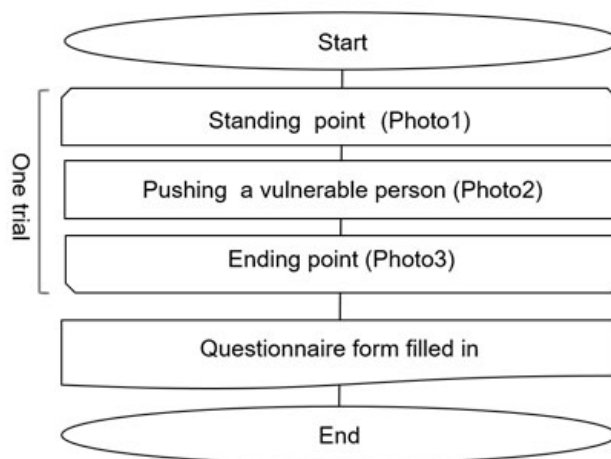 Start
One trial
Standing point (Photo1)
Pushing a vulnerable person (Photo2)
Ending point (Photo3)
Questionnaire form filled in
End